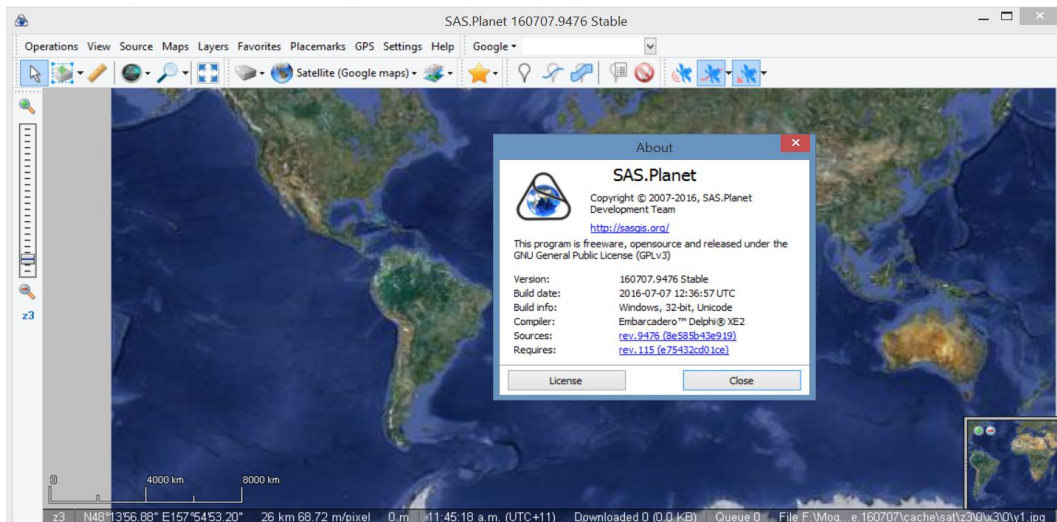 SAS.Planet 160707.9476 Stable
Operations View Source Maps Layers Favorites Placemarks GPS Settings Help Google
Satellite (Google maps)
About
SAS.Planet
Copyright © 2007-2016, SAS.Planet
Development Team
http://sasgis.org/
This program is freeware, opensource and released under the
GNU General Public License (GPLv3)
Version: 160707.9476 Stable
Build date: 2016-07-07 12:36:57 UTC
Build info: Windows, 32-bit, Unicode
Compiler: Embarcadero™ Delphi® XE2
Sources: rev.9476 (8e585b43e919)
Requires: rev.115 (e75432cd01ce)
License Close
z3
0 4000 km 8000 km
z3 N48°13'56.88" E157°54'53.20" 26 km 68.72 m/pixel 0 m 11:45:18 a.m. (UTC+11) Downloaded 0 (0.0 KB) Queue 0 File F:\Mog...e.160707\cache\sat\z3\0\x3\0\y1.jpg